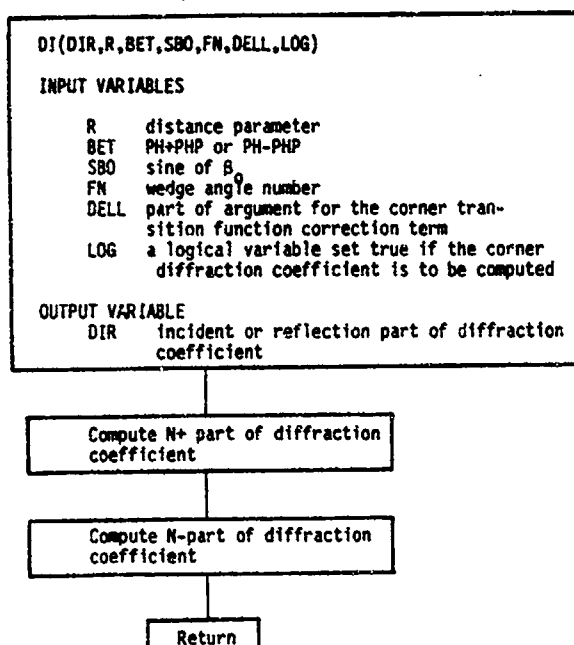 DI(DIR,R,BET,SBO,FN,DELL,LOG)
INPUT VARIABLES
R distance parameter
BET PH+PHP or PH-PHP
SBO sine of β₀
FN wedge angle number
DELL part of argument for the corner tran-
sition function correction term
LOG a logical variable set true if the corner
diffraction coefficient is to be computed
OUTPUT VARIABLE
DIR incident or reflection part of diffraction
coefficient
Compute N+ part of diffraction
coefficient
Compute N-part of diffraction
coefficient
Return